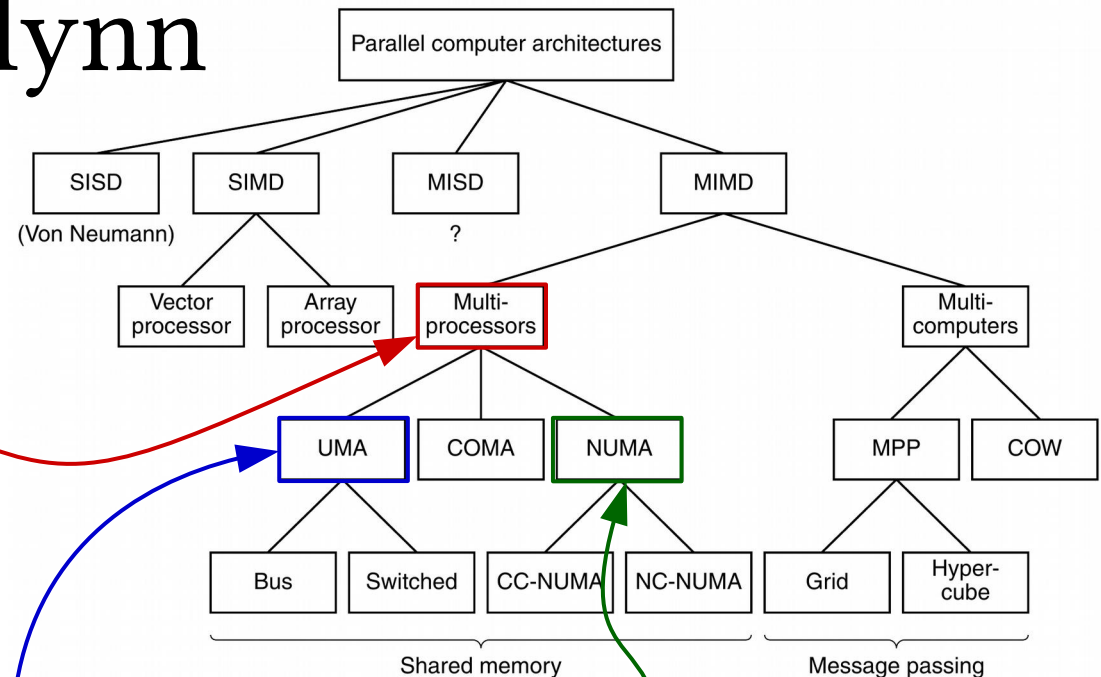 lynn
Parallel computer architectures
SISD
SIMD
MISD
MIMD
(Von Neumann)
?
Vector
processor
Array
processor
Multi-
processors
Multi-
computers
UMA
COMA
NUMA
MPP
COW
Bus
Switched
CC-NUMA
NC-NUMA
Grid
Hyper-
cube
Shared memory
Message passing